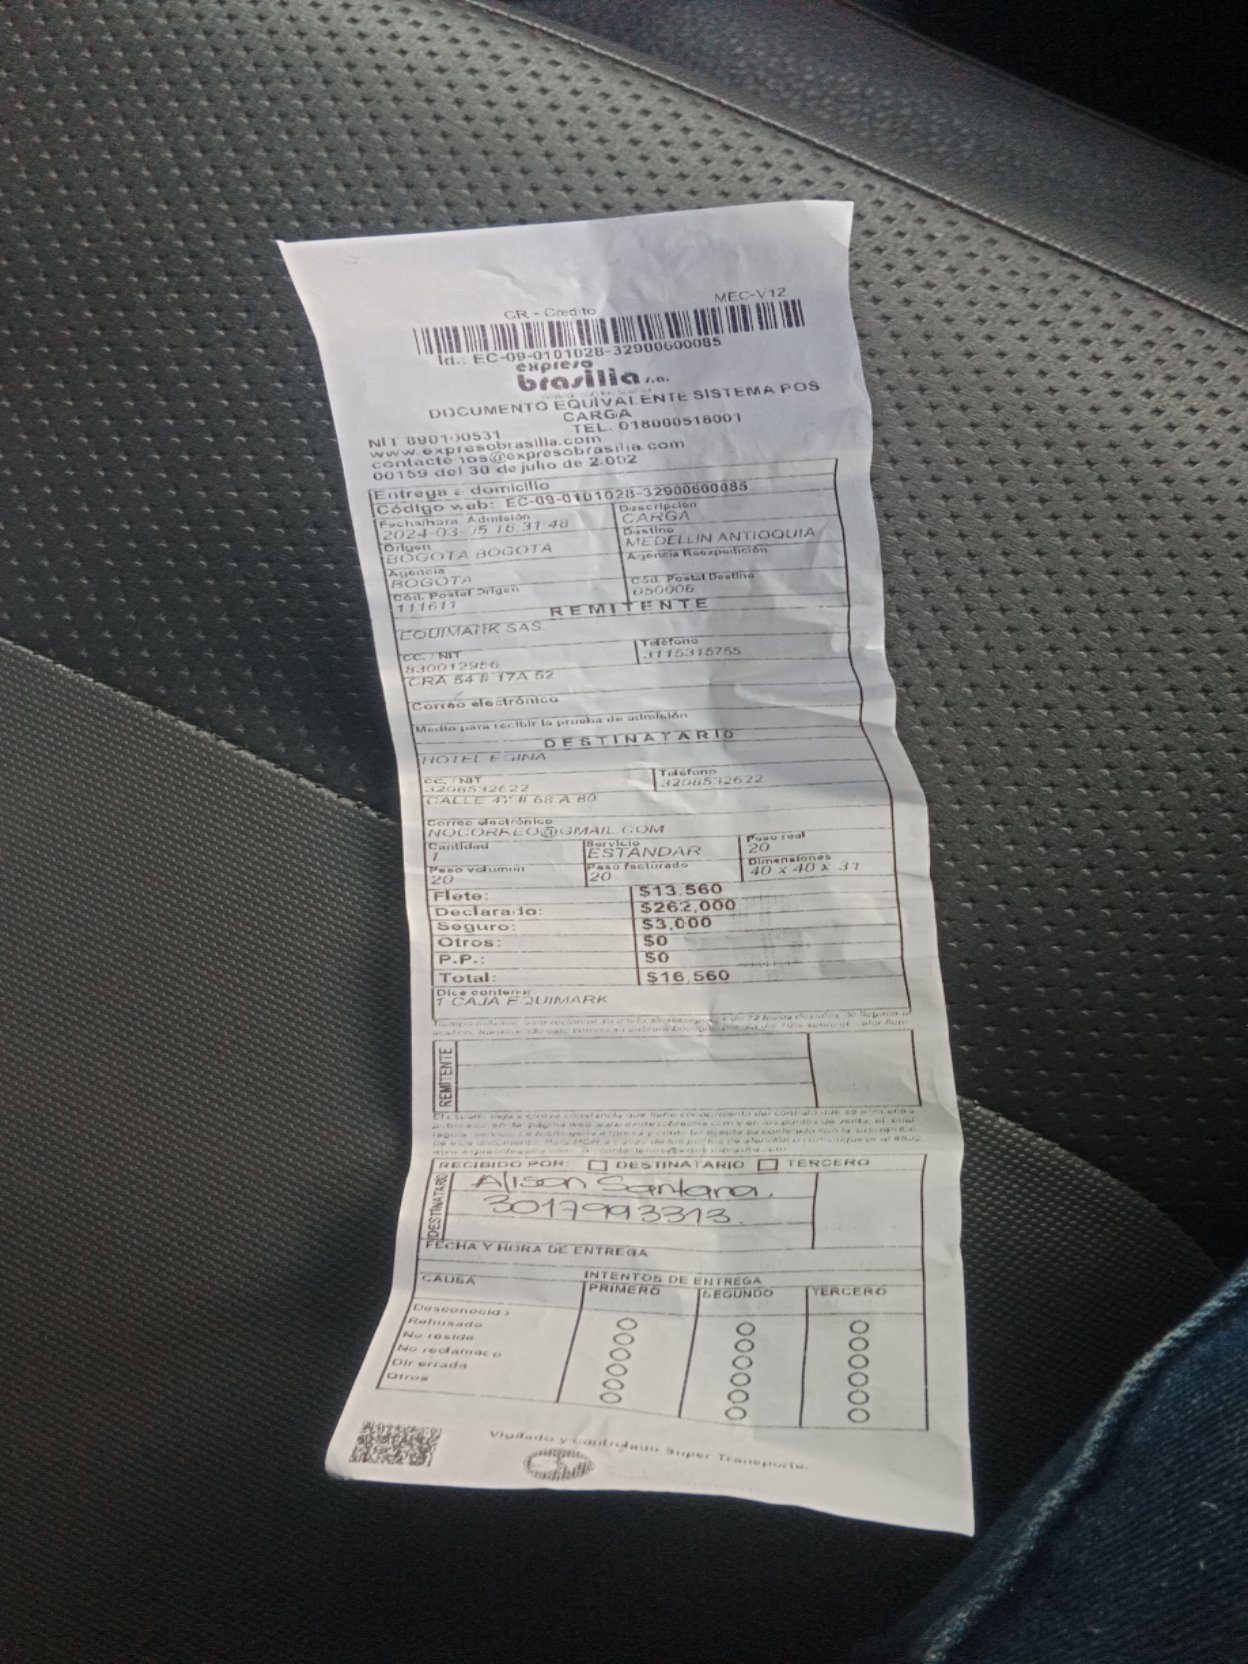 CR - Credito MEC-V12
Id.: EC-09-0101028-32900600085
expreso
brasilia s.a.
DOCUMENTO EQUIVALENTE SISTEMA POS
CARGA
NIT 890100531 TEL. 018000518001
www.expresobrasilia.com
contactenos@expresobrasilia.com
00159 del 30 de julio de 2.002
Entrega a domicilio
Código web: EC-09-0101028-32900600085
Fecha/hora Admisión Descripción
2024-03-05 16:31:48 CARGA
Origen Destino
BOGOTA BOGOTA MEDELLIN ANTIOQUIA
Agencia Agencia Reexpedición
BOGOTA
Cód. Postal Origen Cód. Postal Destino
111611 050006
REMITENTE
EQUIMARK SAS
CC. / NIT Teléfono
830012956 3115315755
CRA 54 # 17A 52
Correo electrónico
Medio para recibir la prueba de admisión
DESTINATARIO
HOTEL ESINA
CC. / NIT Teléfono
3208532622 3208532622
CALLE 47 # 68 A 80
Correo electrónico
NOCORREO@GMAIL.COM
Cantidad Servicio Peso real
1 ESTANDAR 20
Peso volumen Peso facturado Dimensiones
20 20 40 x 40 x 31
Flete: $13,560
Declarado: $262,000
Seguro: $3,000
Otros: $0
P.P.: $0
Total: $16,560
Dice contener
1 CAJA EQUIMARK
REMITENTE
RECIBIDO POR: DESTINATARIO TERCERO
DESTINATARIO
Alison Santana.
3017993313.
FECHA Y HORA DE ENTREGA
CAUSA INTENTOS DE ENTREGA
PRIMERO SEGUNDO TERCERO
Desconocido
Rehusado
No reside
No reclamado
Dir errada
Otros
Vigilado y controlado Super Transporte.